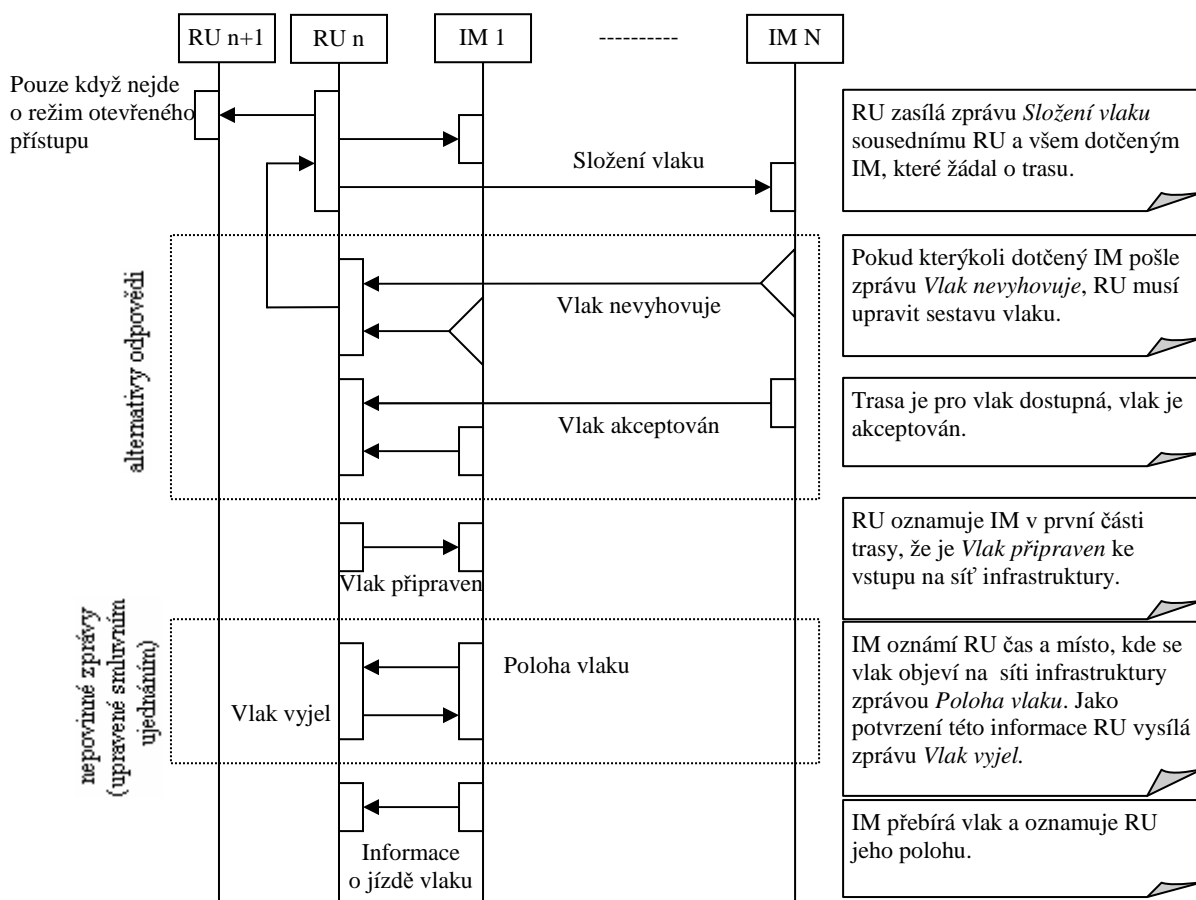 RU n+1
RU n
IM 1
----------
IM N
Pouze když nejde
o režim otevřeného
přístupu
Složení vlaku
RU zasílá zprávu Složení vlaku
sousednímu RU a všem dotčeným
IM, které žádal o trasu.
alternativy odpovědi
Vlak nevyhovuje
Pokud kterýkoli dotčený IM pošle
zprávu Vlak nevyhovuje, RU musí
upravit sestavu vlaku.
Vlak akceptován
Trasa je pro vlak dostupná, vlak je
akceptován.
Vlak připraven
RU oznamuje IM v první části
trasy, že je Vlak připraven ke
vstupu na síť infrastruktury.
nepovinné zprávy
(upravené smluvním
ujednáním)
Poloha vlaku
Vlak vyjel
IM oznámí RU čas a místo, kde se
vlak objeví na síti infrastruktury
zprávou Poloha vlaku. Jako
potvrzení této informace RU vysílá
zprávu Vlak vyjel.
Informace
o jízdě vlaku
IM přebírá vlak a oznamuje RU
jeho polohu.